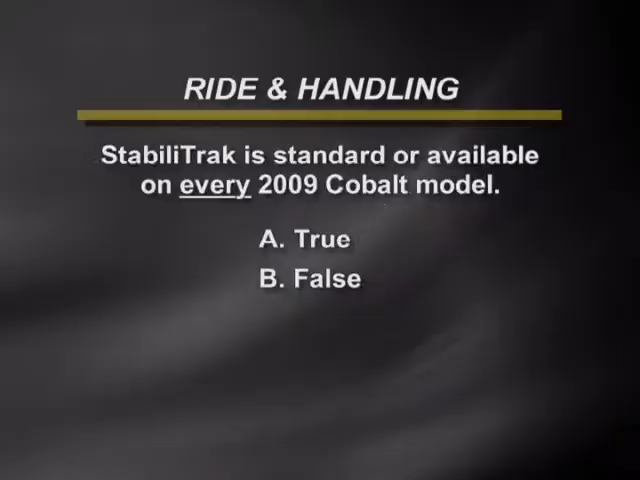 RIDE & HANDLING
StabiliTrak is standard or available
on every 2009 Cobalt model.
A. True
B. False